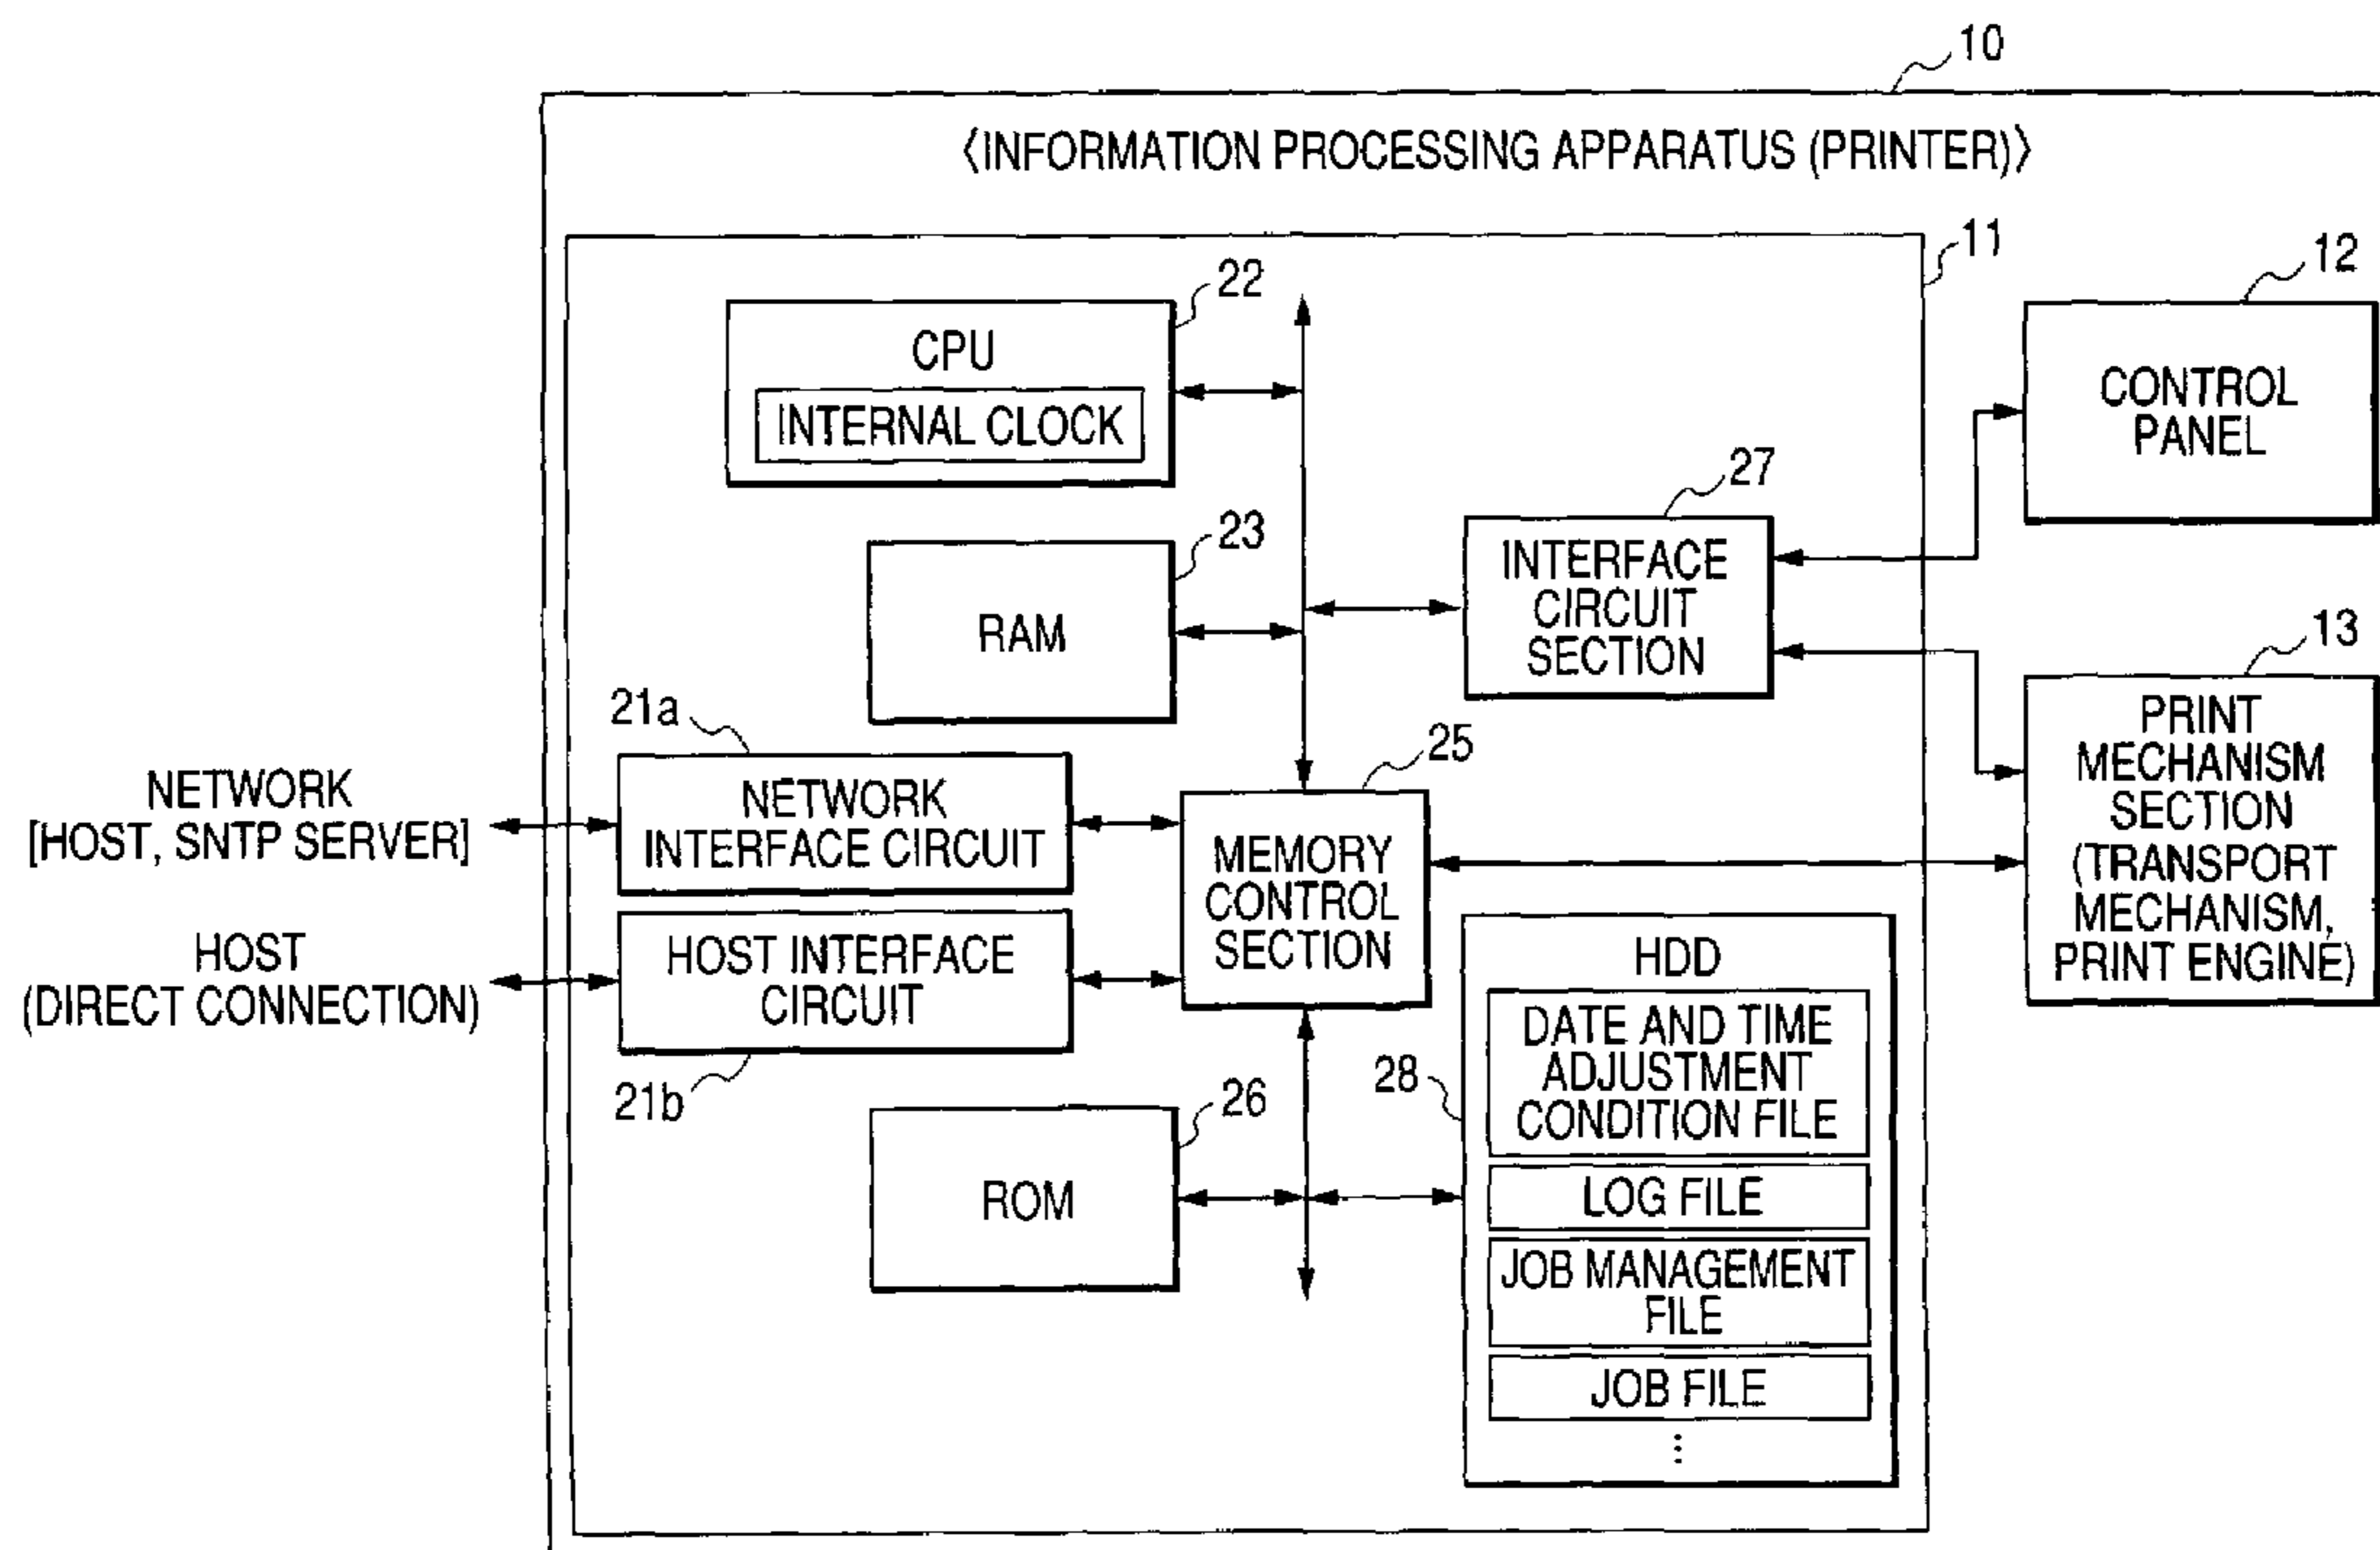 10
〈INFORMATION PROCESSING APPARATUS (PRINTER)〉
11
22
CPU
INTERNAL CLOCK
12
CONTROL
PANEL
23
RAM
27
INTERFACE
CIRCUIT
SECTION
13
PRINT
MECHANISM
SECTION
(TRANSPORT
MECHANISM,
PRINT ENGINE)
NETWORK
[HOST, SNTP SERVER]
21a
NETWORK
INTERFACE CIRCUIT
25
MEMORY
CONTROL
SECTION
HOST
(DIRECT CONNECTION)
HOST INTERFACE
CIRCUIT
21b
26
ROM
28
HDD
DATE AND TIME
ADJUSTMENT
CONDITION FILE
LOG FILE
JOB MANAGEMENT
FILE
JOB FILE
⋮